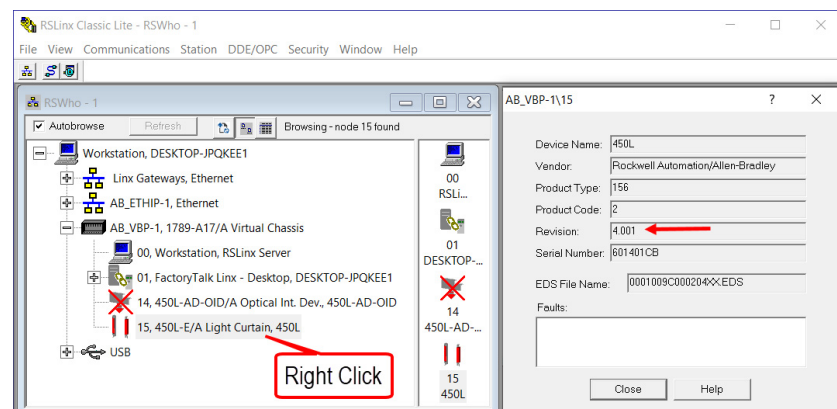 RSLinx Classic Lite - RSWho - 1
File View Communications Station DDE/OPC Security Window Help
RSWho - 1
Autobrowse Refresh Browsing - node 15 found
Workstation, DESKTOP-JPQKEE1
Linx Gateways, Ethernet
AB_ETHIP-1, Ethernet
AB_VBP-1, 1789-A17/A Virtual Chassis
00, Workstation, RSLinx Server
01, FactoryTalk Linx - Desktop, DESKTOP-JPQKEE1
14, 450L-AD-OID/A Optical Int. Dev., 450L-AD-OID
15, 450L-E/A Light Curtain, 450L
USB
Right Click
00
RSLi...
01
DESKTOP-...
14
450L-AD-...
15
450L
AB_VBP-1\15 ?
Device Name: 450L
Vendor: Rockwell Automation/Allen-Bradley
Product Type: 156
Product Code: 2
Revision: 4.001
Serial Number: 601401CB
EDS File Name: 0001009C000204XX.EDS
Faults:
Close Help